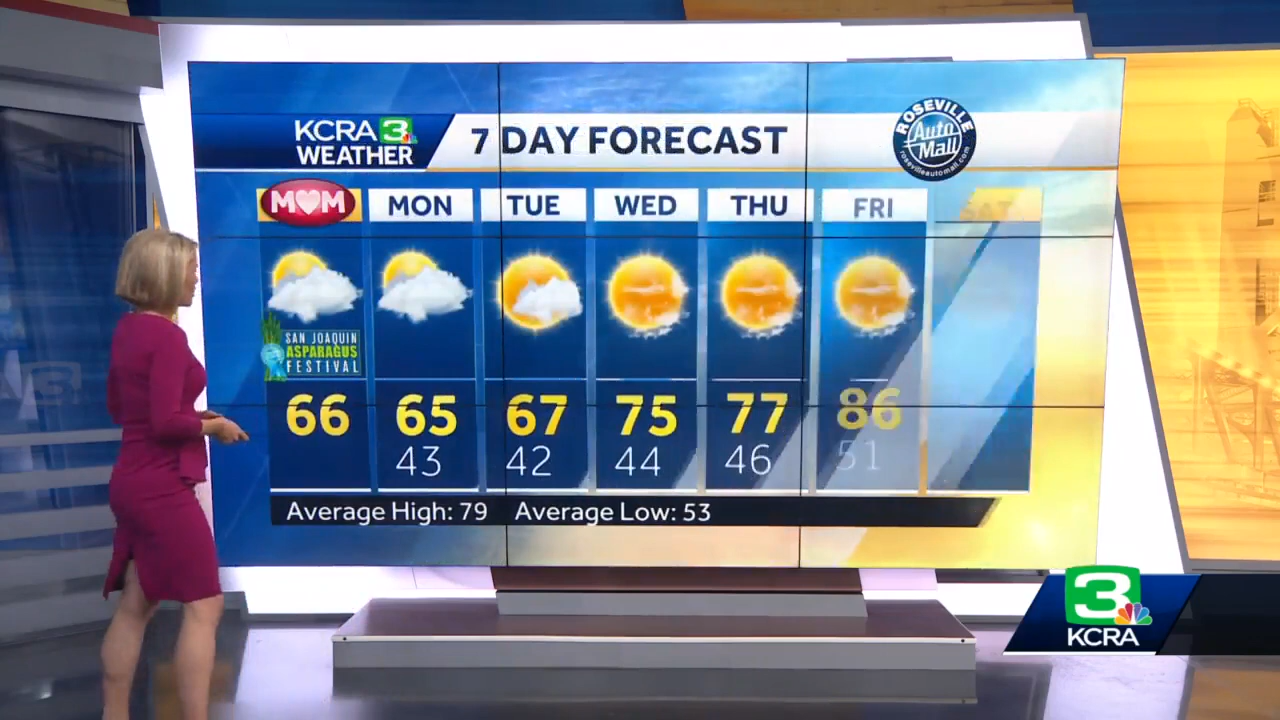 KCRA 3
WEATHER
7 DAY FORECAST
ROSEVILLE
Auto
Mall
rosevilleautomall.com
M M
MON
TUE
WED
THU
FRI
SAT
SAN JOAQUIN
ASPARAGUS
FESTIVAL
66
65
67
75
77
86
43
42
44
46
51
Average High: 79 Average Low: 53
3
3
KCRA